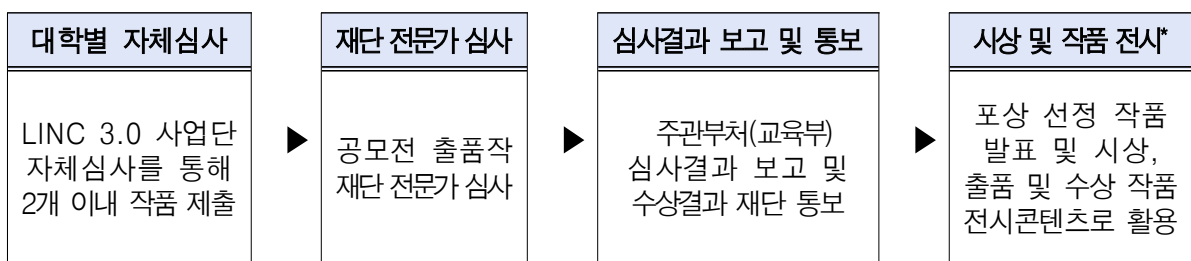 대학별 자체심사
LINC 3.0 사업단
자체심사를 통해
2개 이내 작품 제출
▶
재단 전문가 심사
공모전 출품작
재단 전문가 심사
▶
심사결과 보고 및 통보
주관부처(교육부)
심사결과 보고 및
수상결과 재단 통보
▶
시상 및 작품 전시*
포상 선정 작품
발표 및 시상,
출품 및 수상 작품
전시콘텐츠로 활용